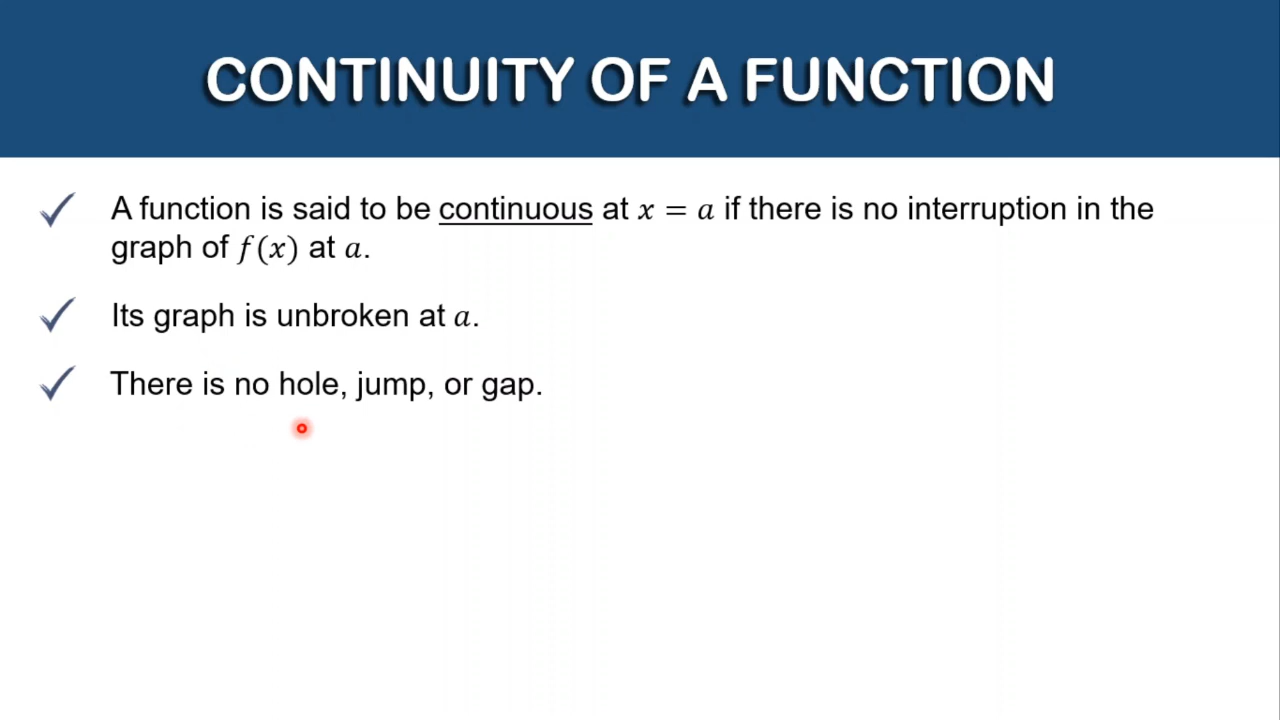 CONTINUITY OF A FUNCTION
A function is said to be continuous at 𝑥 = 𝑎 if there is no interruption in the
graph of 𝑓(𝑥) at 𝑎.
Its graph is unbroken at 𝑎.
There is no hole, jump, or gap.